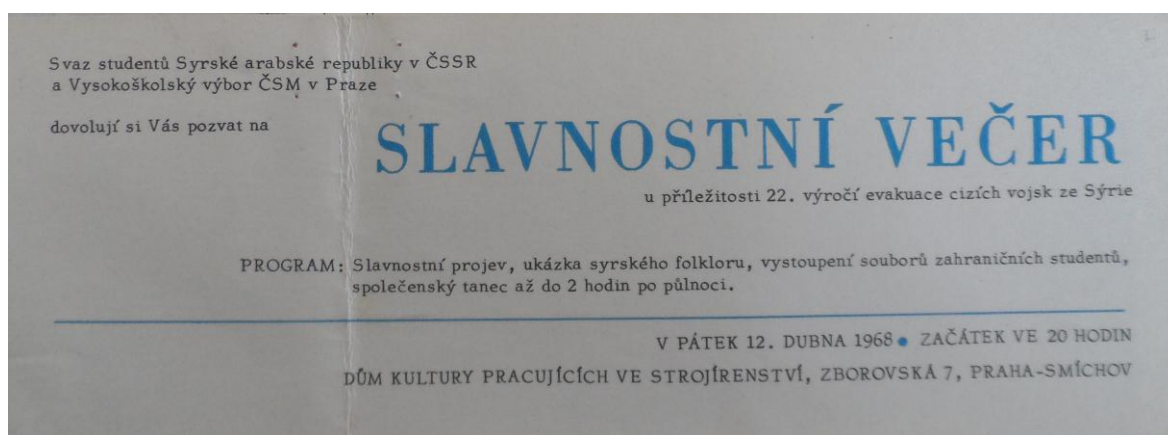 Svaz studentů Syrské arabské republiky v ČSSR
a Vysokoškolský výbor ČSM v Praze
dovolují si Vás pozvat na
SLAVNOSTNÍ VEČER
u příležitosti 22. výročí evakuace cizích vojsk ze Sýrie
PROGRAM: Slavnostní projev, ukázka syrského folkloru, vystoupení souborů zahraničních studentů,
společenský tanec až do 2 hodin po půlnoci.
V PÁTEK 12. DUBNA 1968 • ZAČÁTEK VE 20 HODIN
DŮM KULTURY PRACUJÍCÍCH VE STROJÍRENSTVÍ, ZBOROVSKÁ 7, PRAHA-SMÍCHOV